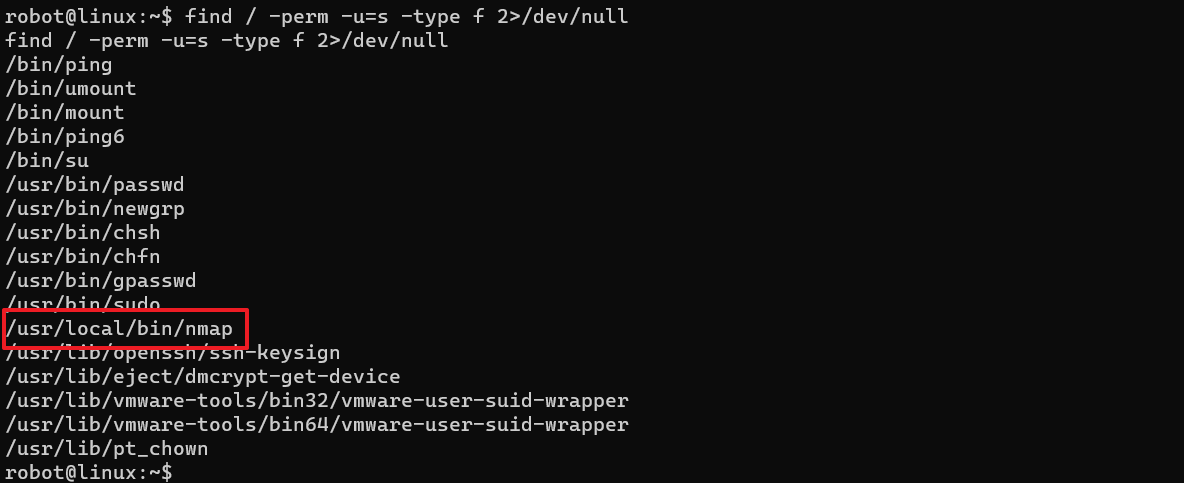 robot@linux:~$ find / -perm -u=s -type f 2>/dev/null
find / -perm -u=s -type f 2>/dev/null
/bin/ping
/bin/umount
/bin/mount
/bin/ping6
/bin/su
/usr/bin/passwd
/usr/bin/newgrp
/usr/bin/chsh
/usr/bin/chfn
/usr/bin/gpasswd
/usr/bin/sudo
/usr/local/bin/nmap
/usr/lib/openssh/ssh-keysign
/usr/lib/eject/dmcrypt-get-device
/usr/lib/vmware-tools/bin32/vmware-user-suid-wrapper
/usr/lib/vmware-tools/bin64/vmware-user-suid-wrapper
/usr/lib/pt_chown
robot@linux:~$